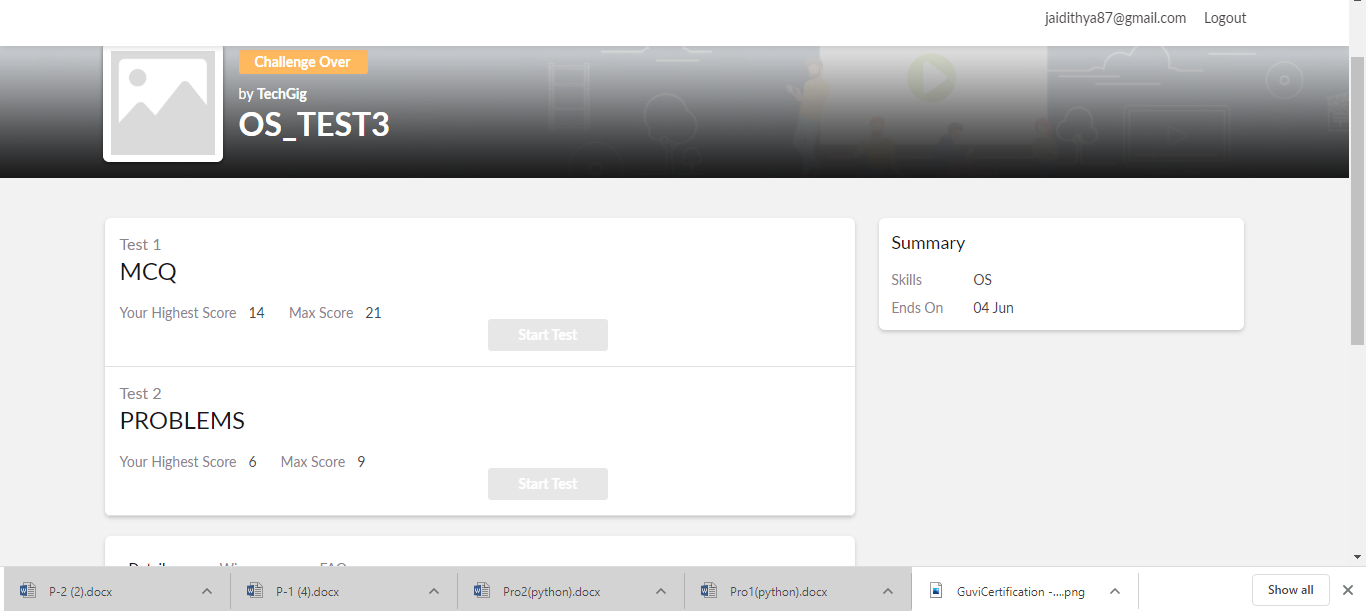 jaidithya87@gmail.com Logout
Challenge Over
by TechGig
OS_TEST3
Test 1
MCQ
Your Highest Score 14 Max Score 21
Start Test
Test 2
PROBLEMS
Your Highest Score 6 Max Score 9
Start Test
Summary
Skills OS
Ends On 04 Jun
P-2 (2).docx
P-1 (4).docx
Pro2(python).docx
Pro1(python).docx
GuviCertification -....png
Show all